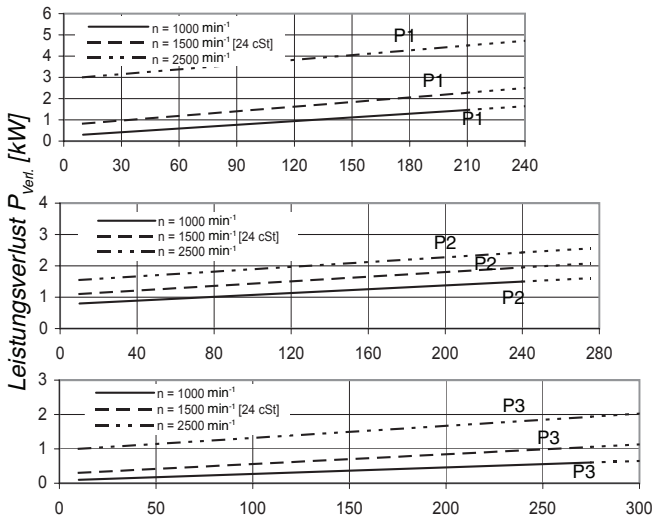 Leistungsverlust P Verl. [kW]
6
5
4
3
2
1
0
n = 1000 min-1
n = 1500 min-1 [24 cSt]
n = 2500 min-1
P1
P1
P1
0 30 60 90 120 150 180 210 240
4
3
2
1
0
n = 1000 min-1
n = 1500 min-1 [24 cSt]
n = 2500 min-1
P2
P2
P2
0 40 80 120 160 200 240 280
3
2
1
0
n = 1000 min-1
n = 1500 min-1 [24 cSt]
n = 2500 min-1
P3
P3
P3
0 50 100 150 200 250 300